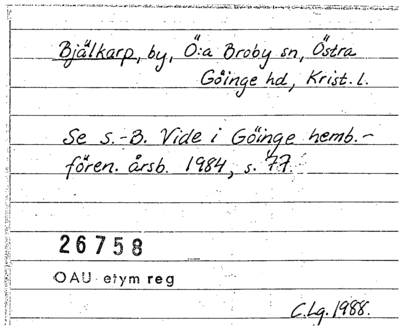 Bjälkarp, by, Ö:a Broby sn, Östra
Göinge hd, Krist. l.
Se S.-B. Vide i Göinge hemb.-
fören. årsb. 1984, s. 77.
26758
OAU etym reg
C.Lg. 1988.